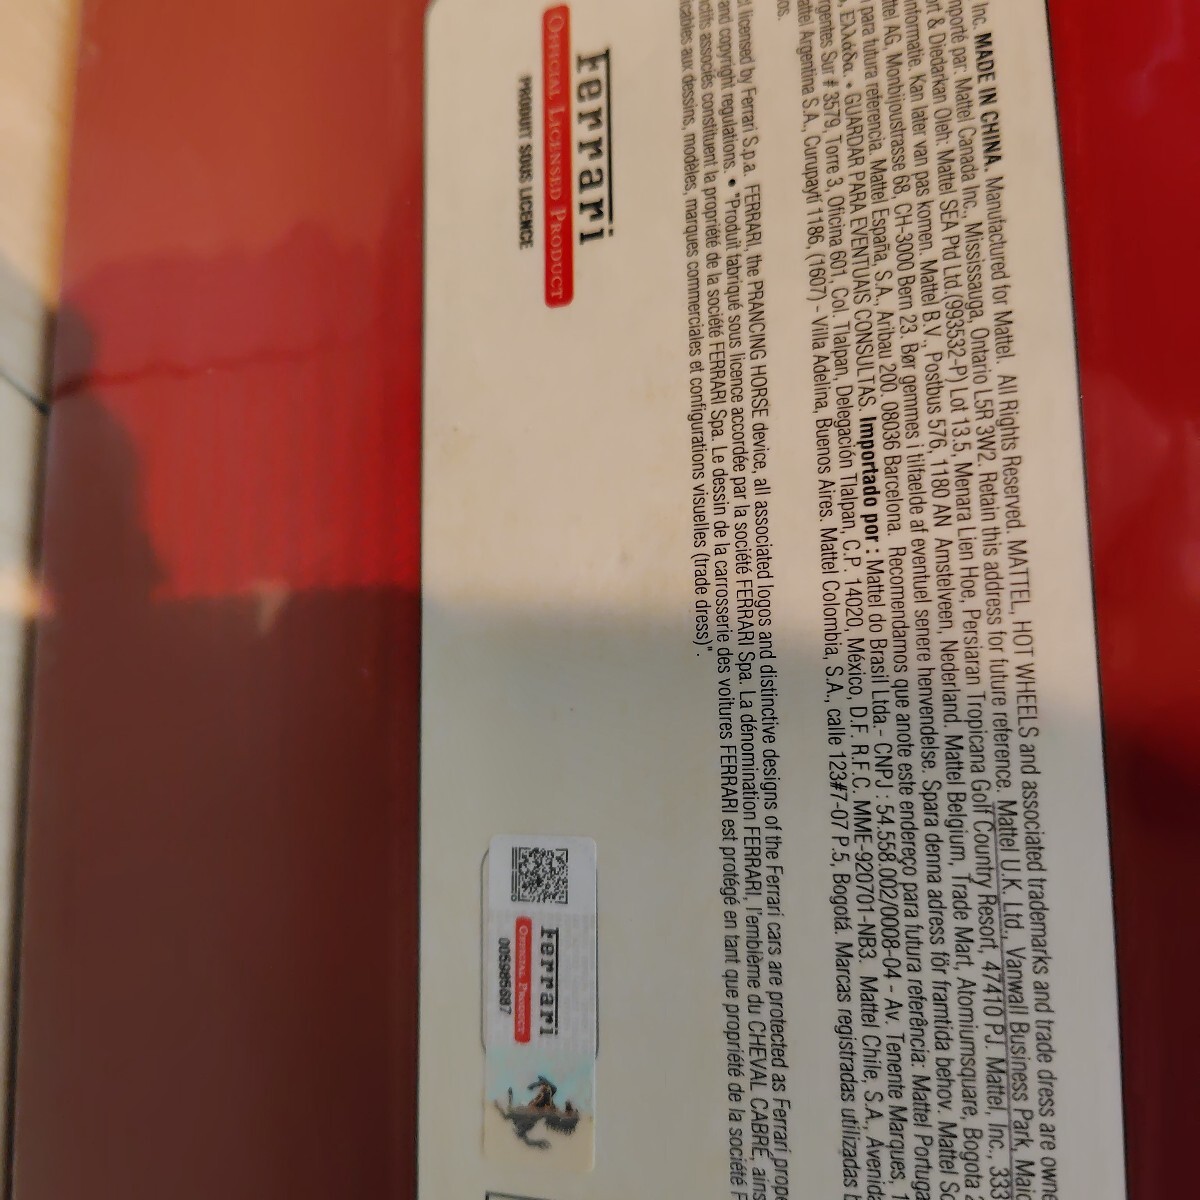 Inc. MADE IN CHINA. Manufactured for Mattel. All Rights Reserved. MATTEL, HOT WHEELS and associated trademarks and trade dress are
par: Mattel Canada Inc., Mississauga, Ontario L5R 3W2. Retain this address for future reference. Mattel U.K. Ltd., Vanwall Business Park,
& Diedarkan Oleh: Mattel SEA Ptd Ltd.(993532-P) Lot 13.5, Menara Lien Hoe, Persiaran Tropicana Golf Country Resort, 47410 PJ. Mattel, Inc., 333
informatie. Kan later van pas komen. Mattel B.V., Postbus 576, 1180 AN Amstelveen, Nederland. Mattel Belgium, Trade Mart, Atomiumsquare, Bogota
AG, Monbijoustrasse 68, CH-3000 Bern 23. Bør gemmes i tilfælde af eventuel senere henvendelse. Spara denna adress för framtida behov. Mattel
para futura referencia. Mattel España, S.A., Aribau 200. 08036 Barcelona. Recomendamos que anote este endereço para futura referência: Mattel
Ελλάδα. • GUARDAR PARA EVENTUAIS CONSULTAS. Importado por : Mattel do Brasil Ltda.- CNPJ : 54.558.002/0008-04 - Av. Tenente Marques,
Sur # 3579, Torre 3, Oficina 601, Col. Tlalpan, Delegación Tlalpan, C.P. 14020, México, D.F. R.F.C. MME-920701-NB3. Mattel Chile, S.A., Avenida
Argentina S.A., Curupaytí 1186, (1607) - Villa Adelina, Buenos Aires. Mattel Colombia, S.A., calle 123#7-07 P.5, Bogotá. Marcas registradas utilizadas
licensed by Ferrari S.p.a. FERRARI, the PRANCING HORSE device, all associated logos and distinctive designs of the Ferrari cars are protected as Ferrari
and copyright regulations. • "Produit fabriqué sous licence accordée par la société FERRARI Spa. La dénomination FERRARI, l'emblème du CHEVAL CABRÉ,
associés constituent la propriété de la société FERRARI Spa. Le dessin de la carrosserie des voitures FERRARI est protégé en tant que propriété de la société
aux dessins, modèles, marques commerciales et configurations visuelles (trade dress)".
Ferrari
OFFICIAL LICENSED PRODUCT
PRODUIT SOUS LICENCE
Ferrari
OFFICIAL PRODUCT
00598587